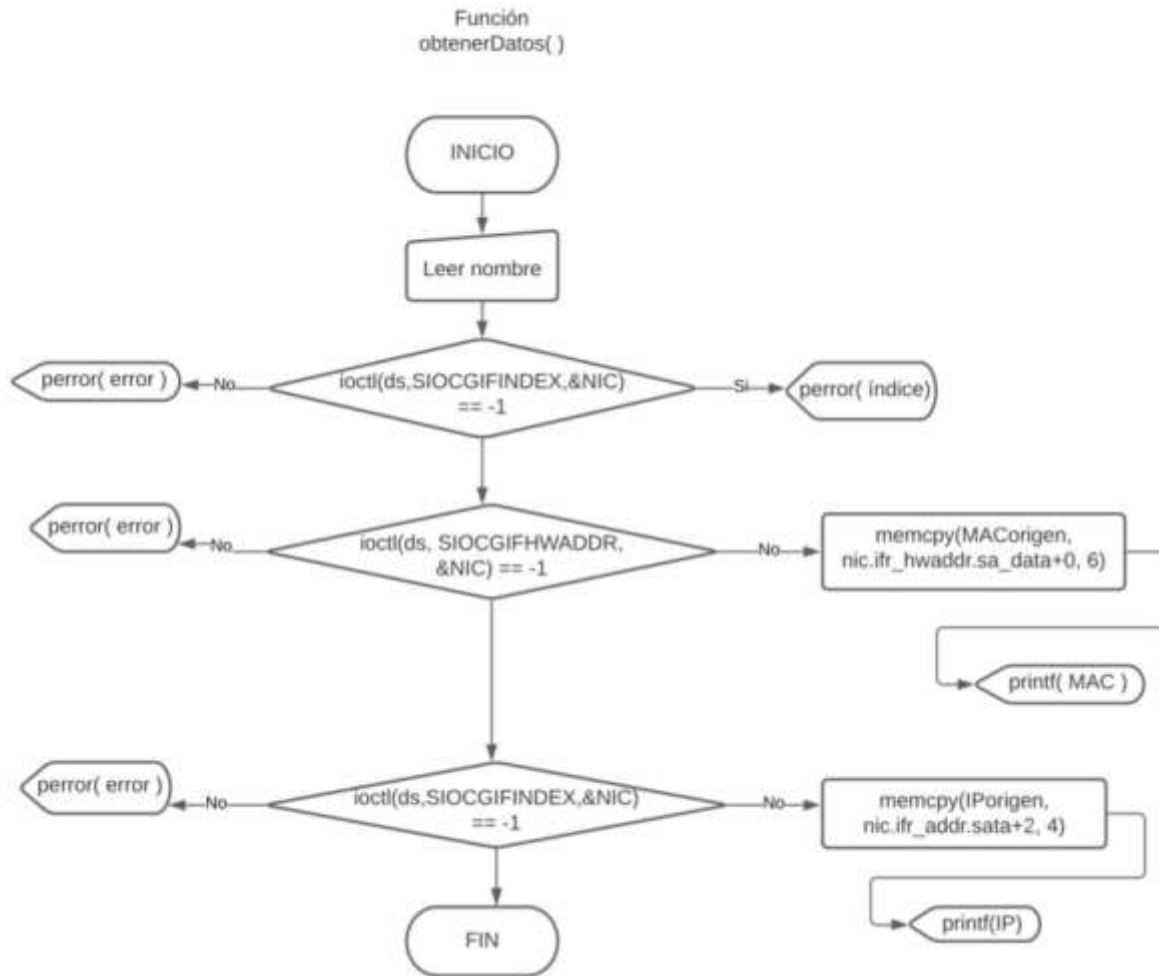 Función
obtenerDatos( )
INICIO
Leer nombre
perror( error )
No
ioctl(ds,SIOCGIFINDEX,&NIC)
== -1
Si
perror( índice)
perror( error )
No
ioctl(ds, SIOCGIFHWADDR,
&NIC) == -1
No
memcpy(MACorigen,
nic.ifr_hwaddr.sa_data+0, 6)
printf( MAC )
perror( error )
No
ioctl(ds,SIOCGIFINDEX,&NIC)
== -1
No
memcpy(IPorigen,
nic.ifr_addr.sata+2, 4)
printf(IP)
FIN